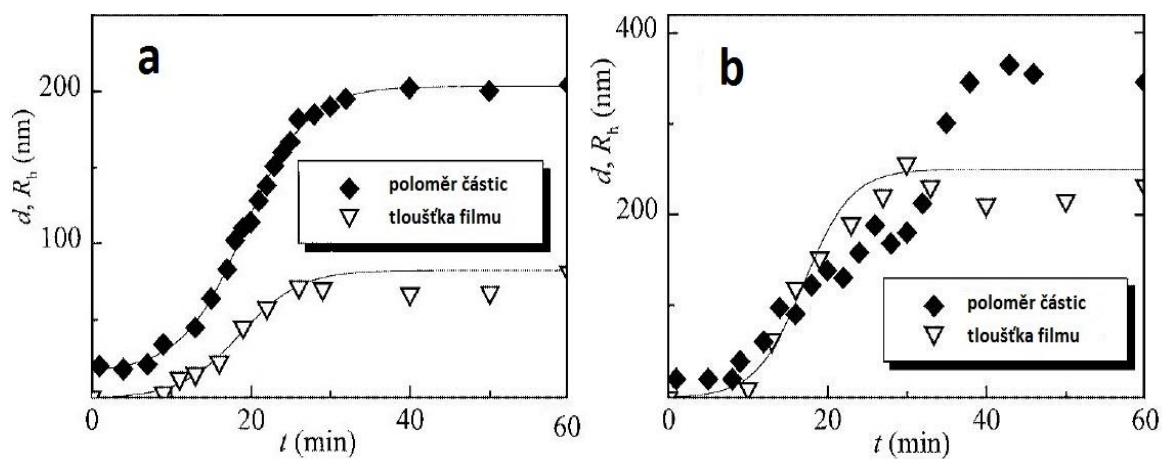 a
200
100
d, Rₕ (nm)
poloměr částic
tloušťka filmu
0
20
40
60
t (min)
b
400
200
d, Rₕ (nm)
poloměr částic
tloušťka filmu
0
20
40
60
t (min)